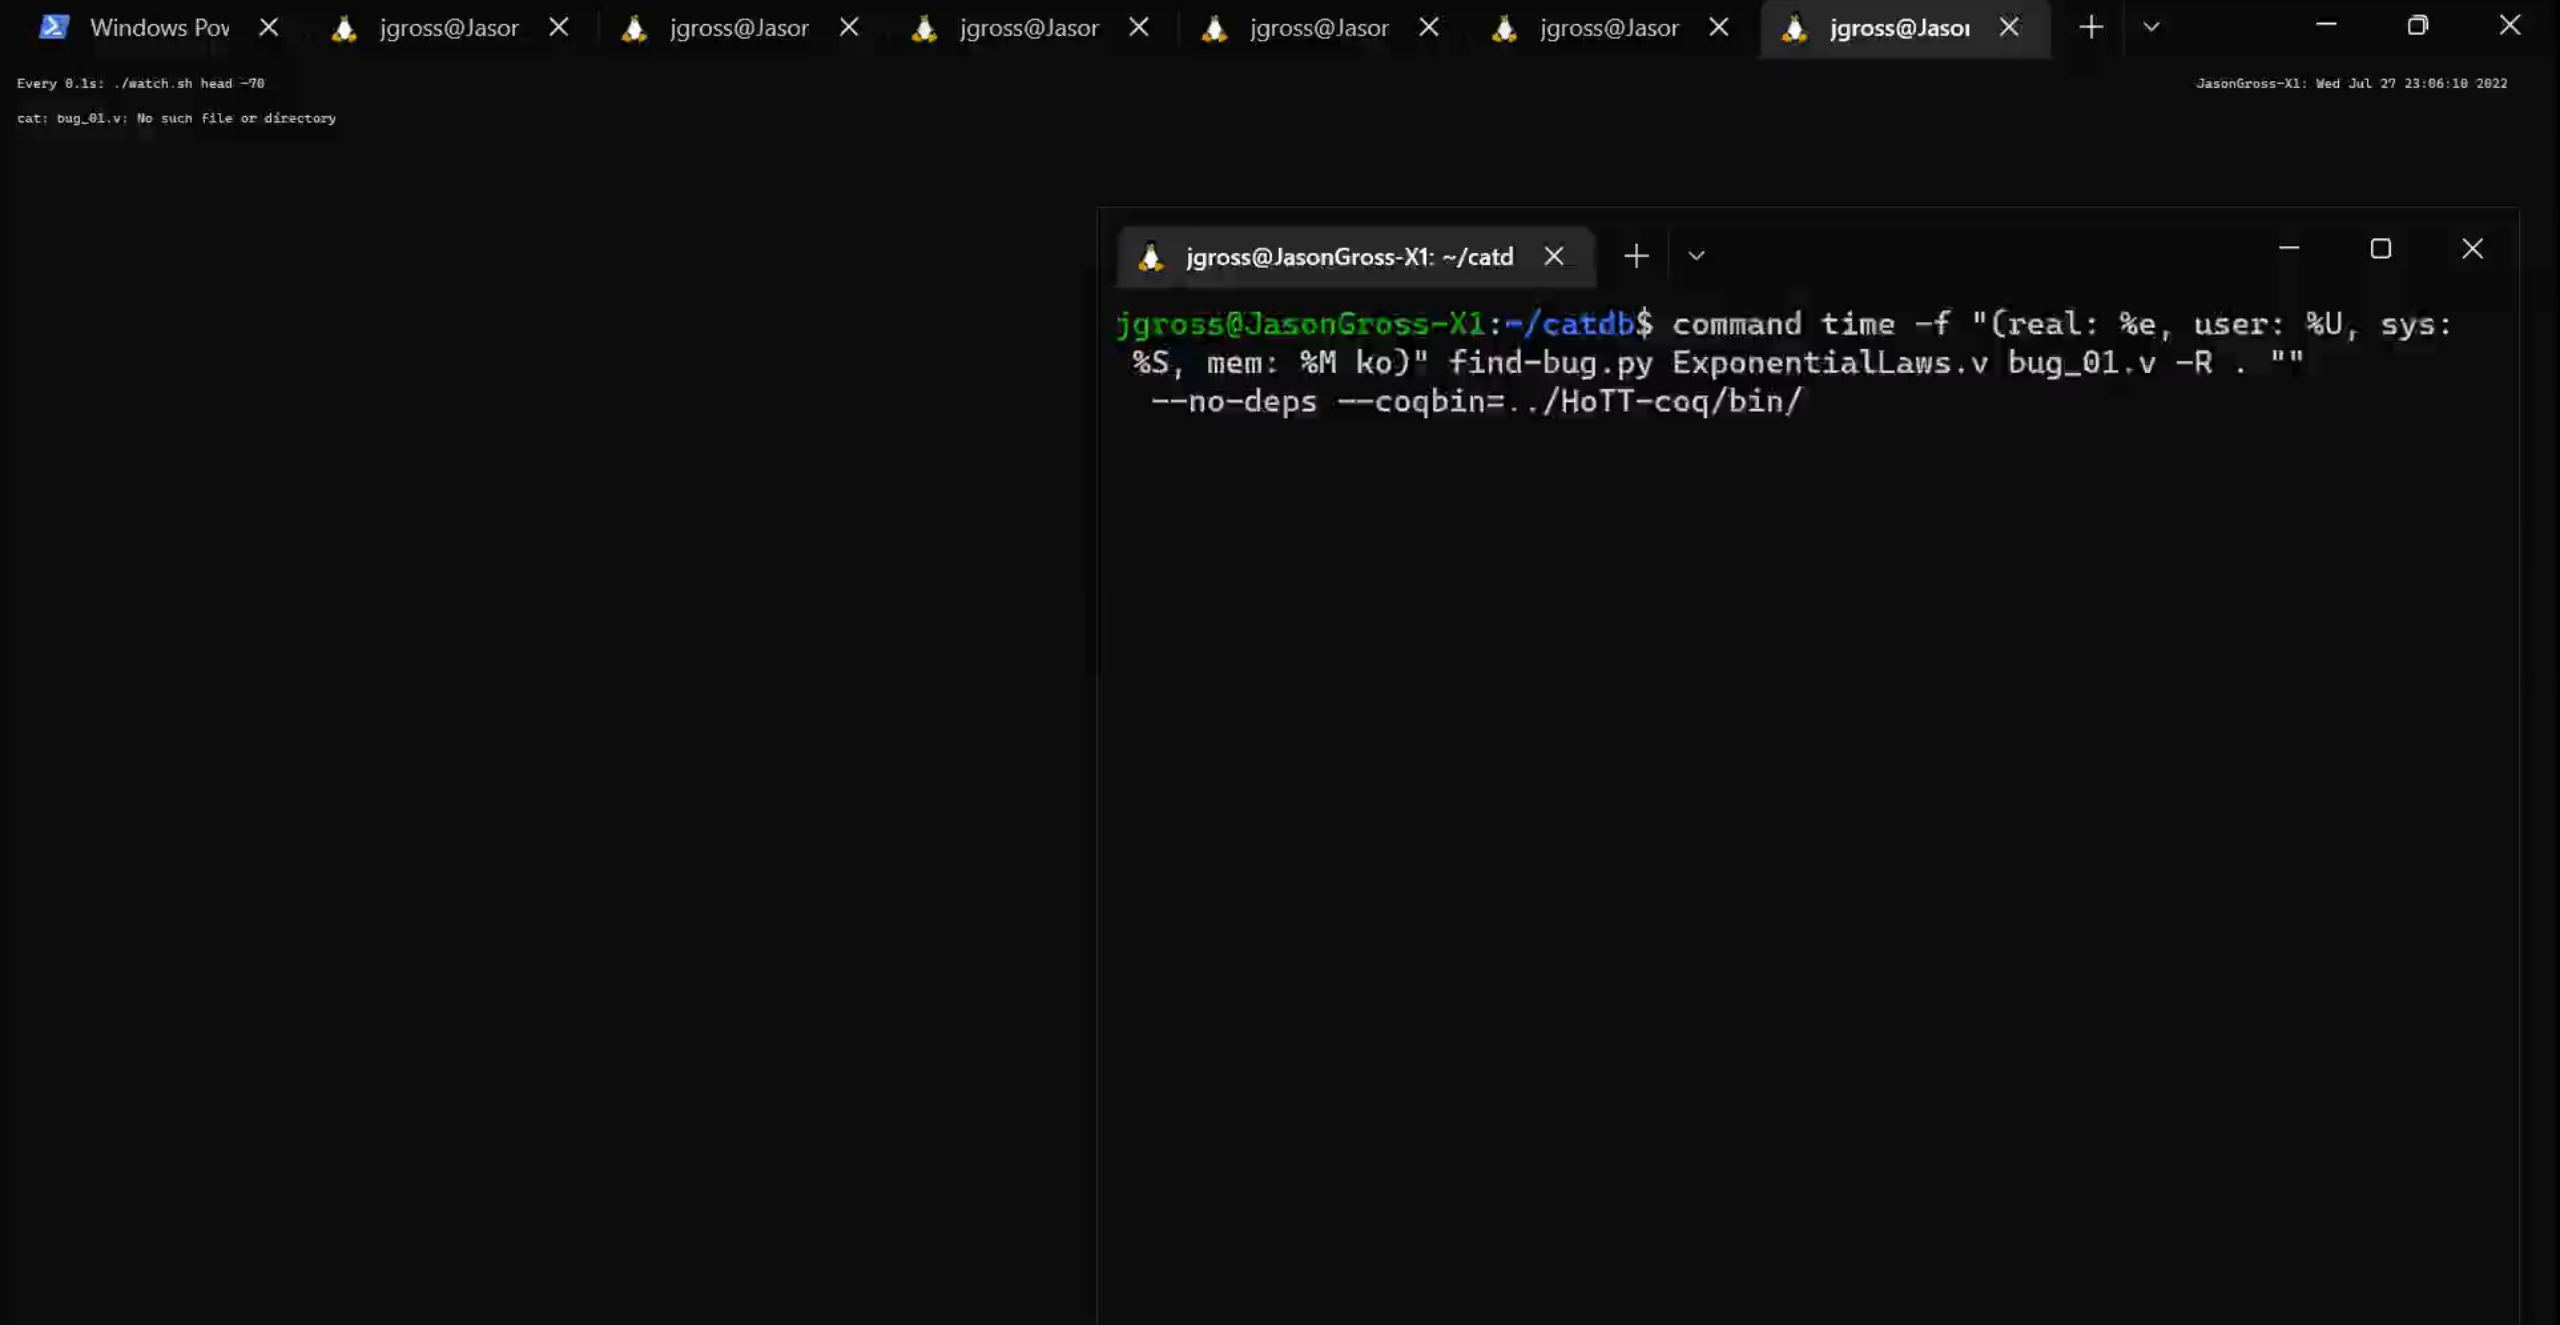 Windows Pov
jgross@Jasor
jgross@Jasor
jgross@Jasor
jgross@Jasor
jgross@Jasor
jgross@Jasor
Every 0.1s: ./watch.sh head -70
JasonGross-X1: Wed Jul 27 23:06:10 2022
cat: bug_01.v: No such file or directory
jgross@JasonGross-X1: ~/catd
jgross@JasonGross-X1:~/catdb$ command time -f "(real: %e, user: %U, sys:
%S, mem: %M ko)" find-bug.py ExponentialLaws.v bug_01.v -R . ""
--no-deps --coqbin=../HoTT-coq/bin/